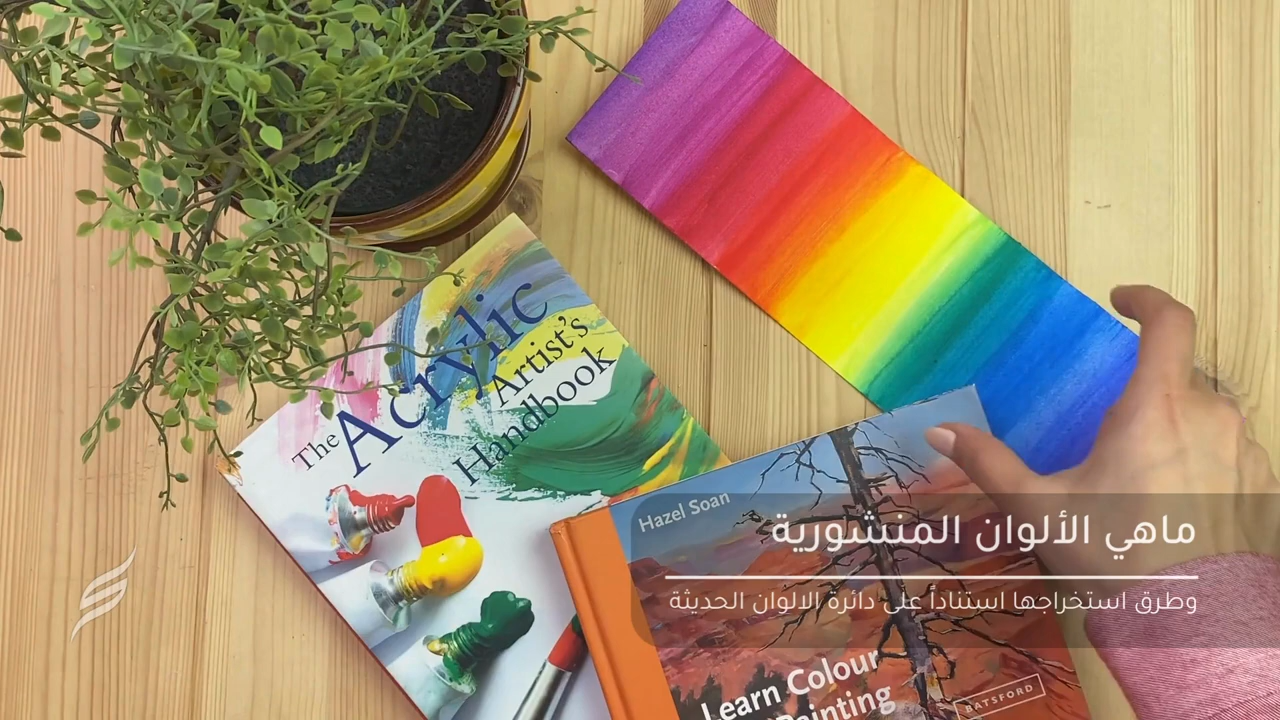 The
Acrylic
Artist's
Handbook
Hazel Soan
Learn Colour
Painting
BATSFORD
ماهي الألوان المنشورية
وطرق استخراجها استناداً على دائرة الالوان الحديثة